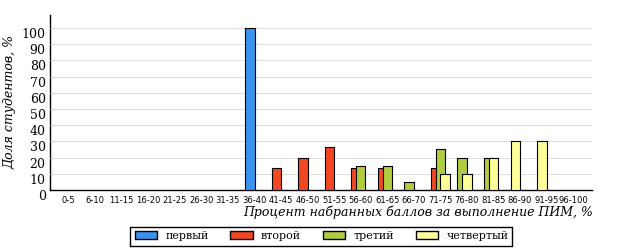 Доля студентов, %
100
90
80
70
60
50
40
30
20
10
0
0-5 6-10 11-15 16-20 21-25 26-30 31-35 36-40 41-45 46-50 51-55 56-60 61-65 66-70 71-75 76-80 81-85 86-90 91-95 96-100
Процент набранных баллов за выполнение ПИМ, %
первый второй третий четвертый